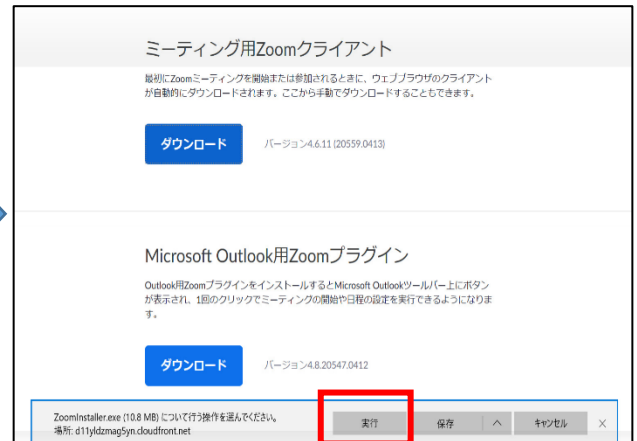 ミーティング用Zoomクライアント
最初にZoomミーティングを開始または参加されるときに、ウェブブラウザのクライアント
が自動的にダウンロードされます。ここから手動でダウンロードすることもできます。
ダウンロード バージョン4.6.11 (20559.0413)
Microsoft Outlook用Zoomプラグイン
Outlook用ZoomプラグインをインストールするとMicrosoft Outlookツールバー上にボタン
が表示され、1回のクリックでミーティングの開始や日程の設定を実行できるようになりま
す。
ダウンロード バージョン4.8.20547.0412
ZoomInstaller.exe (10.8 MB) について行う操作を選んでください。
場所: d11yldzmag5yn.cloudfront.net
実行 保存 キャンセル